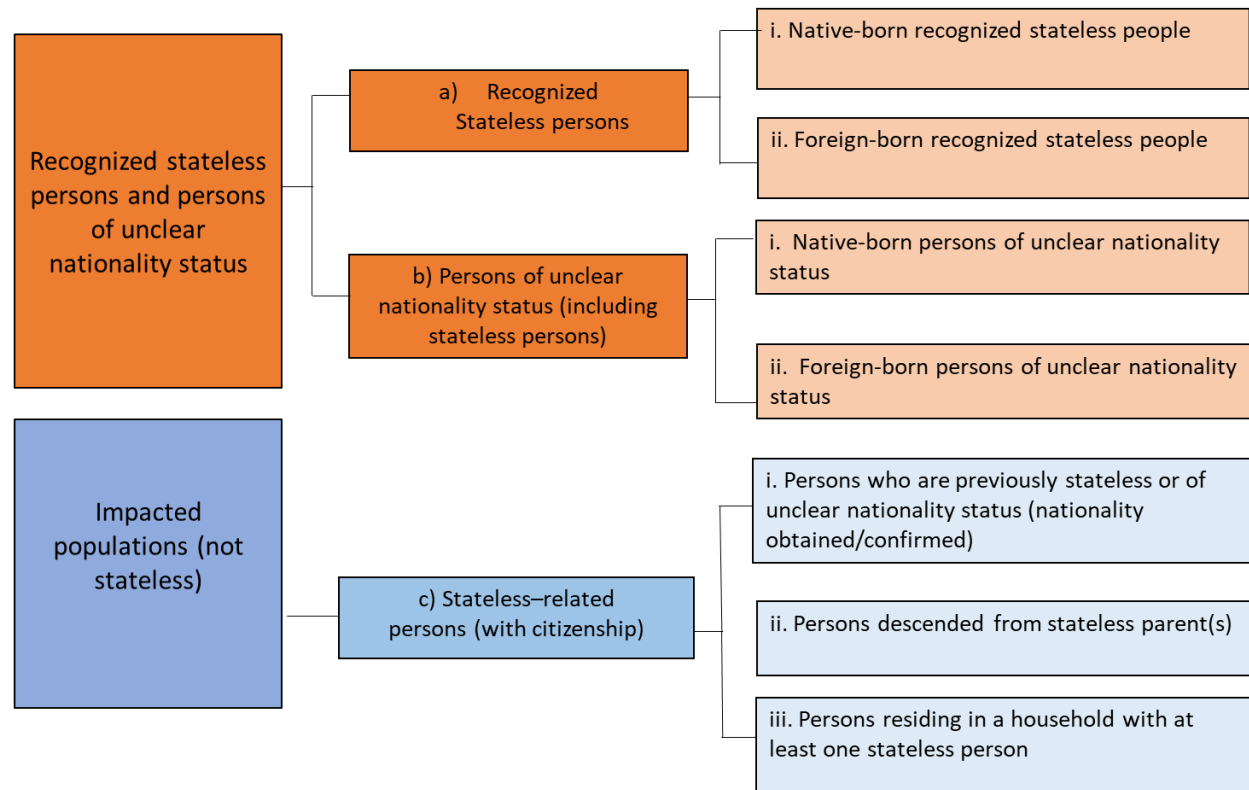 Recognized stateless
persons and persons
of unclear
nationality status
a) Recognized
Stateless persons
i. Native-born recognized stateless people
ii. Foreign-born recognized stateless people
b) Persons of unclear
nationality status (including
stateless persons)
i. Native-born persons of unclear nationality
status
ii. Foreign-born persons of unclear nationality
status
Impacted
populations (not
stateless)
c) Stateless–related
persons (with citizenship)
i. Persons who are previously stateless or of
unclear nationality status (nationality
obtained/confirmed)
ii. Persons descended from stateless parent(s)
iii. Persons residing in a household with at
least one stateless person